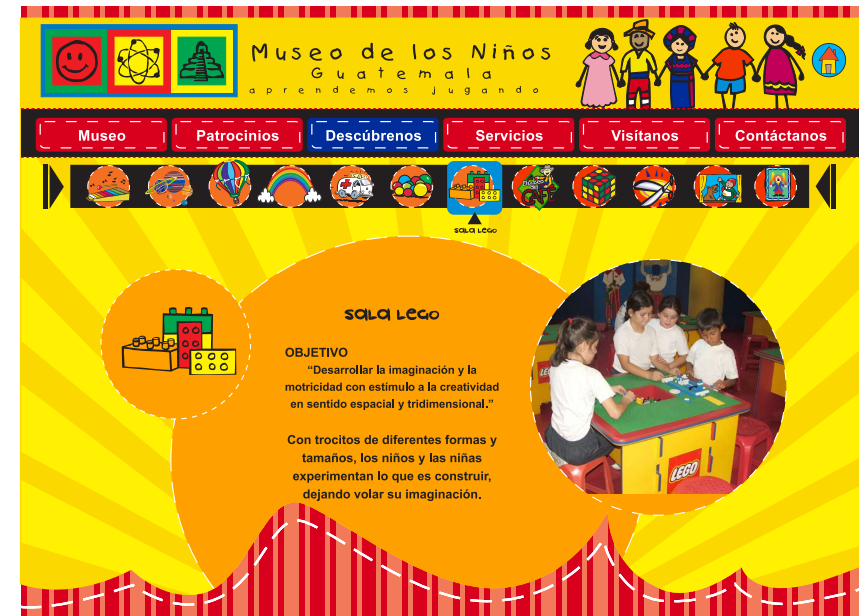 Museo de los Niños
Guatemala
aprendemos jugando
Museo
Patrocinios
Descúbrenos
Servicios
Visítanos
Contáctanos
Sala Lego
Sala Lego
OBJETIVO
“Desarrollar la imaginación y la
motricidad con estímulo a la creatividad
en sentido espacial y tridimensional.”
Con trocitos de diferentes formas y
tamaños, los niños y las niñas
experimentan lo que es construir,
dejando volar su imaginación.
LEGO